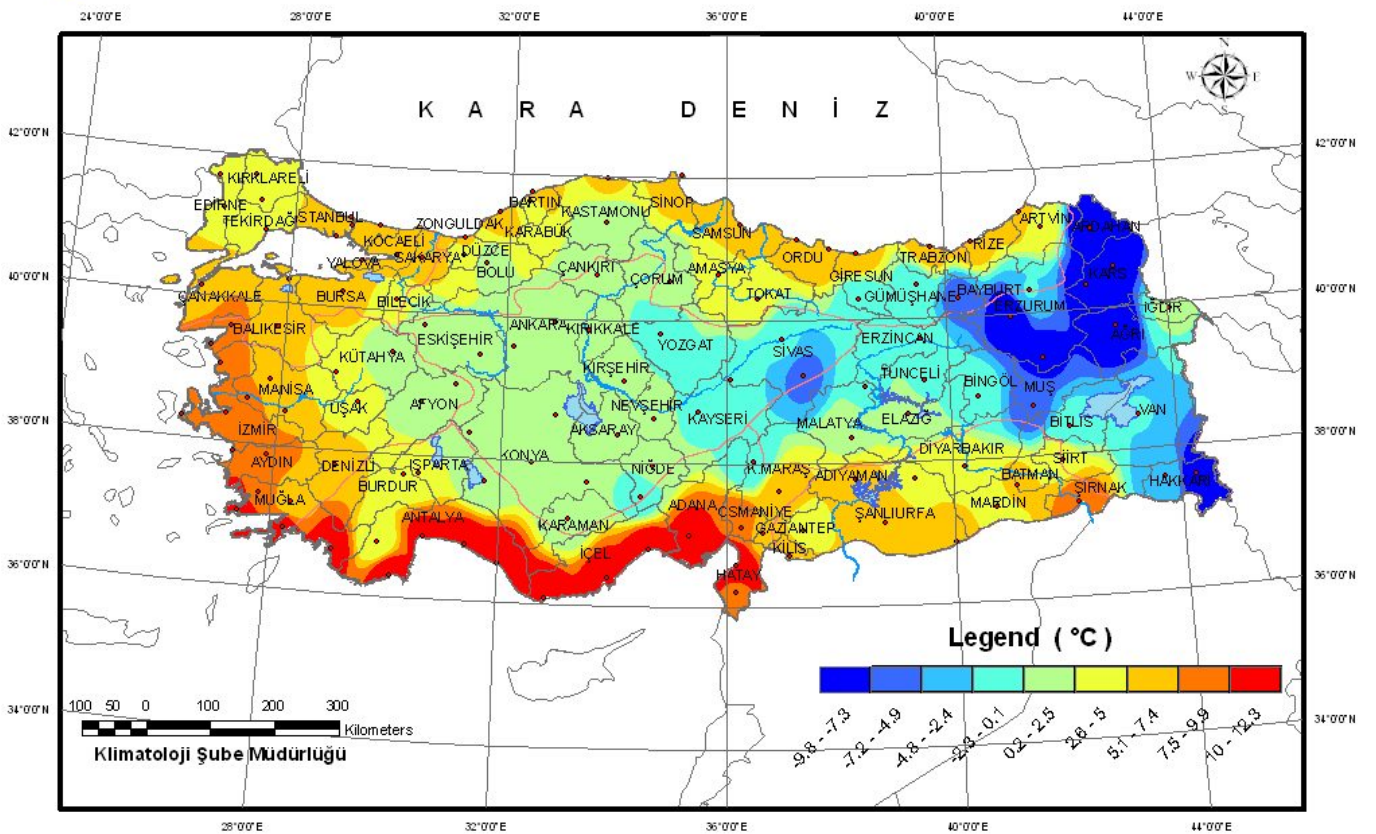 24°0'0"E 28°0'0"E 32°0'0"E 36°0'0"E 40°0'0"E 44°0'0"E
N
W E
S
K A R A D E N İ Z
42°0'0"N 42°0'0"N
KIRKLARELİ
EDİRNE
TEKİRDAĞ
İSTANBUL
KOCAELİ
YALOVA
SAKARYA
ZONGULDAK
BARTIN
KARABÜK
DÜZCE
BOLU
KASTAMONU
SİNOP
ÇANKIRI
ÇORUM
SAMSUN
AMASYA
TOKAT
ORDU
GİRESUN
TRABZON
GÜMÜŞHANE
BAYBURT
RİZE
ARTVİN
ARDAHAN
KARS
IĞDIR
AĞRI
ERZURUM
40°0'0"N 40°0'0"N
ÇANAKKALE
BURSA
BİLECİK
BALIKESİR
KÜTAHYA
ESKİŞEHİR
ANKARA
KIRIKKALE
YOZGAT
SİVAS
ERZİNCAN
TUNCELİ
BİNGÖL
MUŞ
MANİSA
UŞAK
AFYON
KIRŞEHİR
NEVŞEHİR
KAYSERİ
AKSARAY
MALATYA
ELAZIĞ
BİTLİS
VAN
38°0'0"N 38°0'0"N
İZMİR
AYDIN
DENİZLİ
ISPARTA
BURDUR
KONYA
NİĞDE
K.MARAŞ
ADIYAMAN
DİYARBAKIR
SİİRT
BATMAN
MARDİN
ŞIRNAK
HAKKARİ
MUĞLA
ANTALYA
KARAMAN
İÇEL
ADANA
OSMANİYE
GAZİANTEP
KİLİS
ŞANLIURFA
HATAY
36°0'0"N 36°0'0"N
Legend ( °C )
-9.8 - -7.3 -7.2 - -4.9 -4.8 - -2.4 -2.3 - 0.1 0.2 - 2.5 2.6 - 5 5.1 - 7.4 7.5 - 9.9 10 - 12.3
34°0'0"N 34°0'0"N
100 50 0 100 200 300
Kilometers
Klimatoloji Şube Müdürlüğü
28°0'0"E 32°0'0"E 36°0'0"E 40°0'0"E 44°0'0"E